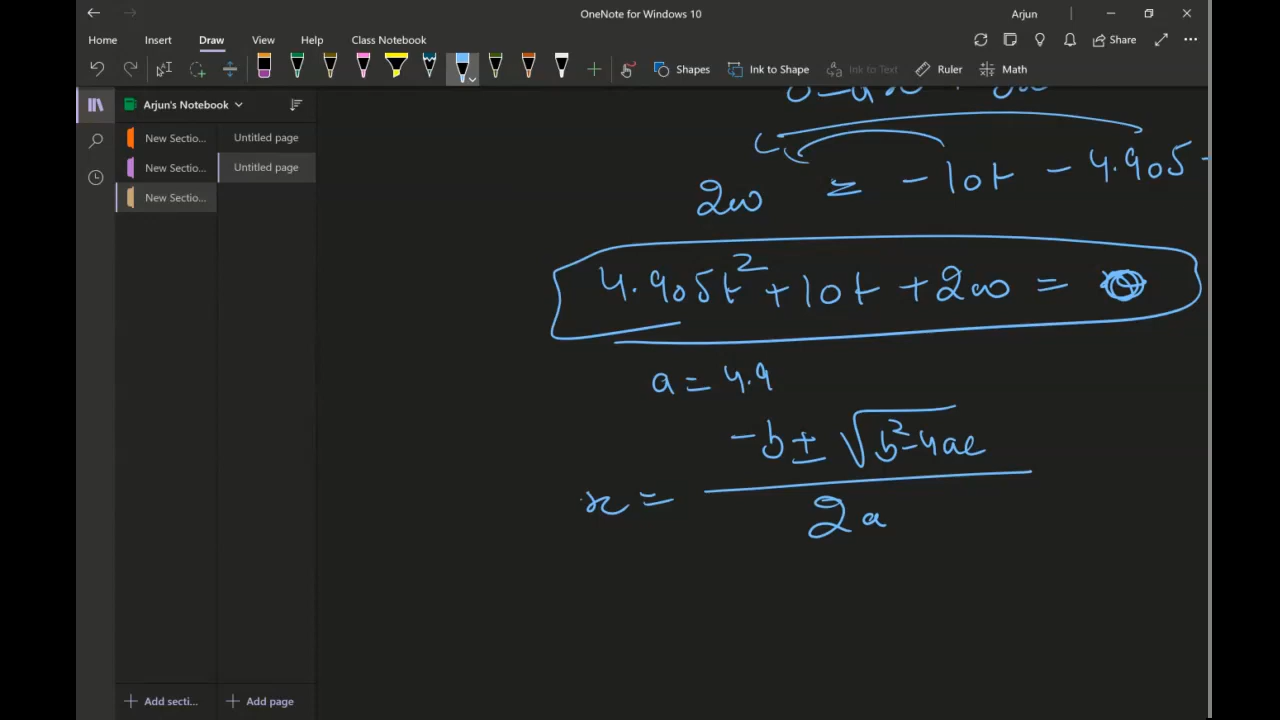 OneNote for Windows 10
Arjun
Home Insert Draw View Help Class Notebook
Share
Shapes Ink to Shape Ink to Text Ruler Math
Arjun's Notebook
New Sectio... Untitled page
New Sectio... Untitled page
New Sectio...
200 = -10t - 4.905
4.905t² + 10t + 200 = 0
a = 4.9
-b ± √b²-4ac
x =
2a
Add secti... Add page